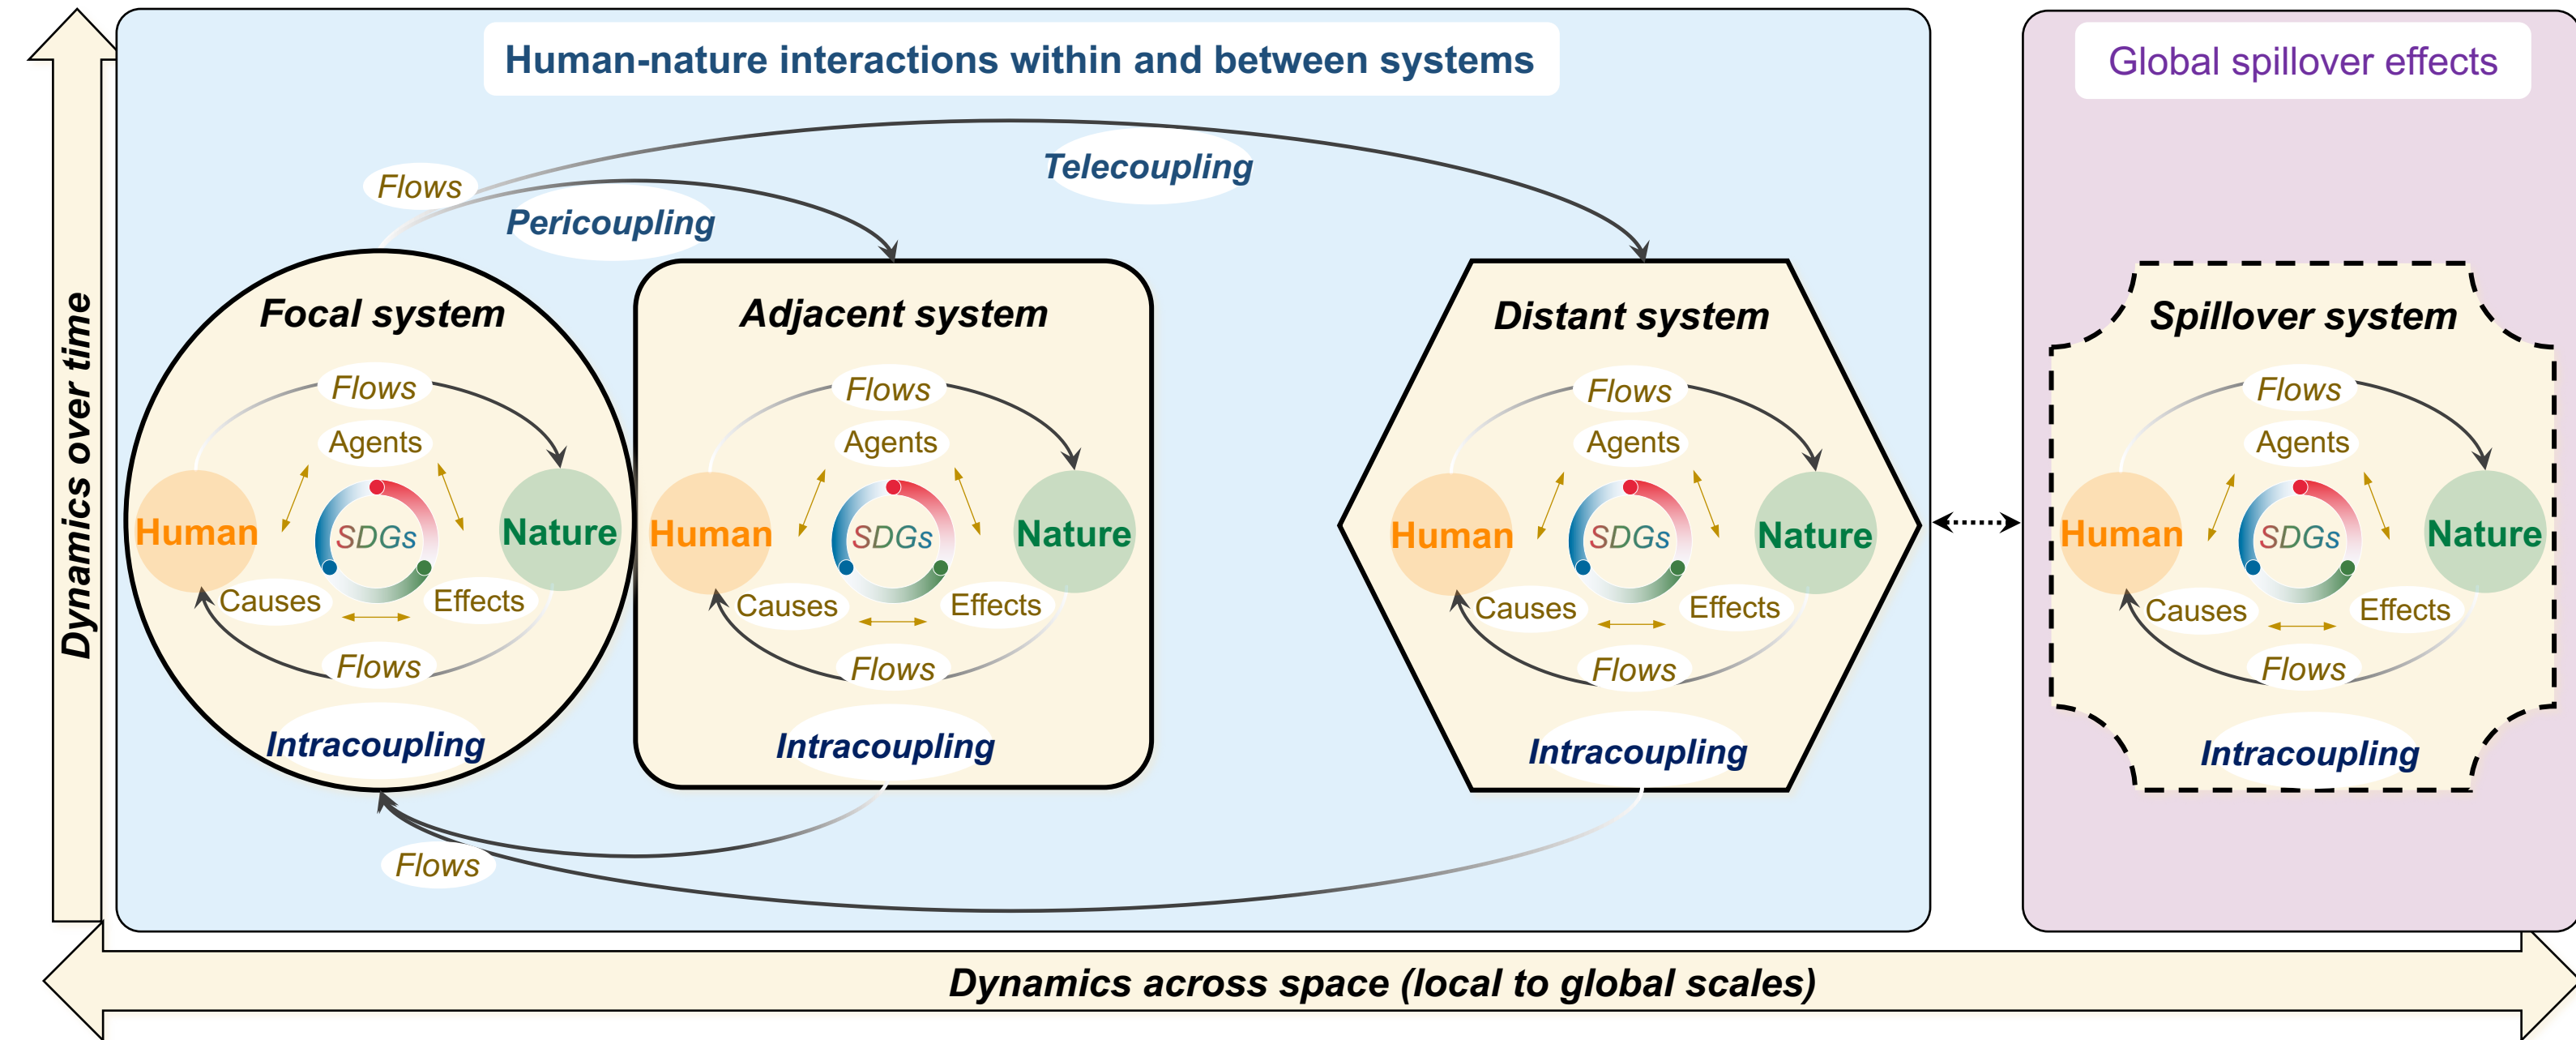 Human-nature interactions within and between systems
Global spillover effects
Telecoupling
Flows
Pericoupling
Dynamics over time
Focal system
Flows
Agents
Human
SDGs
Nature
Causes
Effects
Flows
Intracoupling
Adjacent system
Flows
Agents
Human
SDGs
Nature
Causes
Effects
Flows
Intracoupling
Distant system
Flows
Agents
Human
SDGs
Nature
Causes
Effects
Flows
Intracoupling
Spillover system
Flows
Agents
Human
SDGs
Nature
Causes
Effects
Flows
Intracoupling
Flows
Dynamics across space (local to global scales)